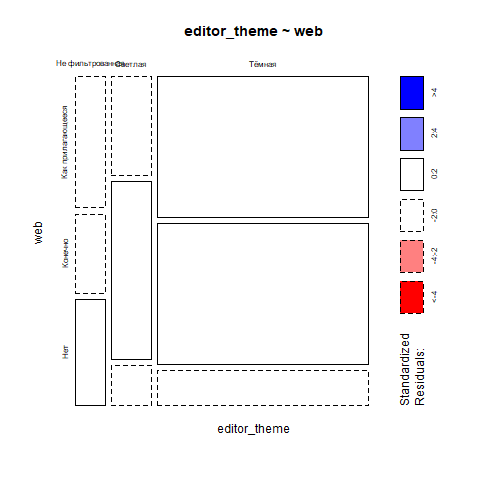 editor_theme ~ web
Не фильтрованная
Светлая
Тёмная
Как прилагающееся
Конечно
Нет
web
editor_theme
>4
2:4
0:2
-2:0
-4:-2
<-4
Standardized
Residuals: